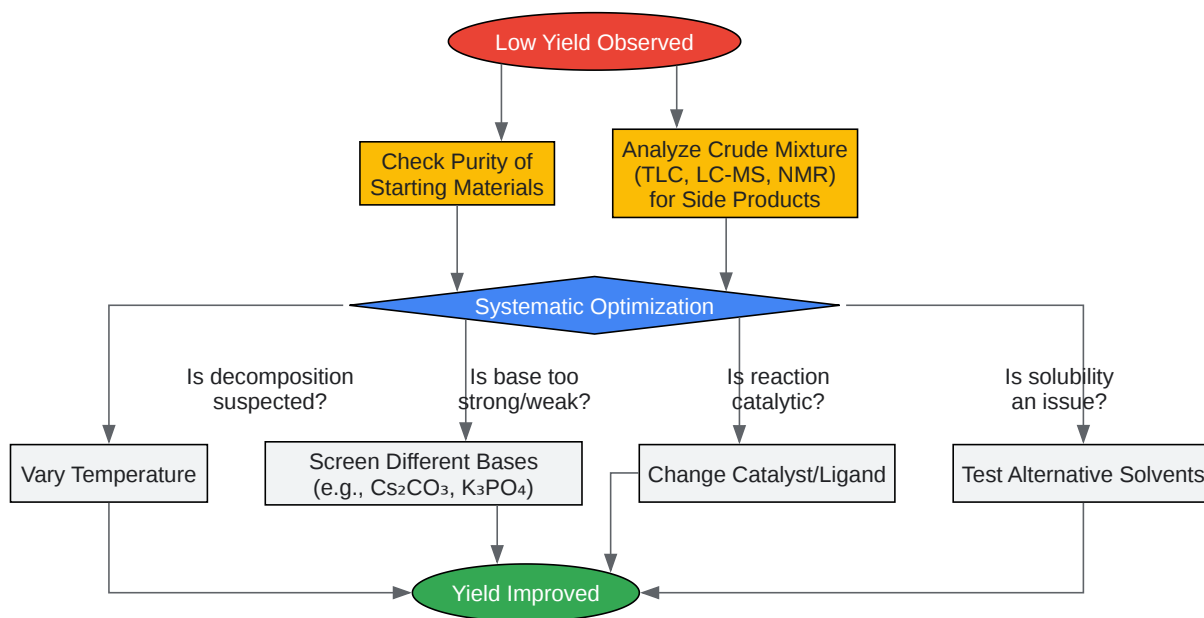 Low Yield Observed
Check Purity of
Starting Materials
Analyze Crude Mixture
(TLC, LC-MS, NMR)
for Side Products
Systematic Optimization
Is decomposition
suspected?
Is base too
strong/weak?
Is reaction
catalytic?
Is solubility
an issue?
Vary Temperature
Screen Different Bases
(e.g., Cs₂CO₃, K₃PO₄)
Change Catalyst/Ligand
Test Alternative Solvents
Yield Improved